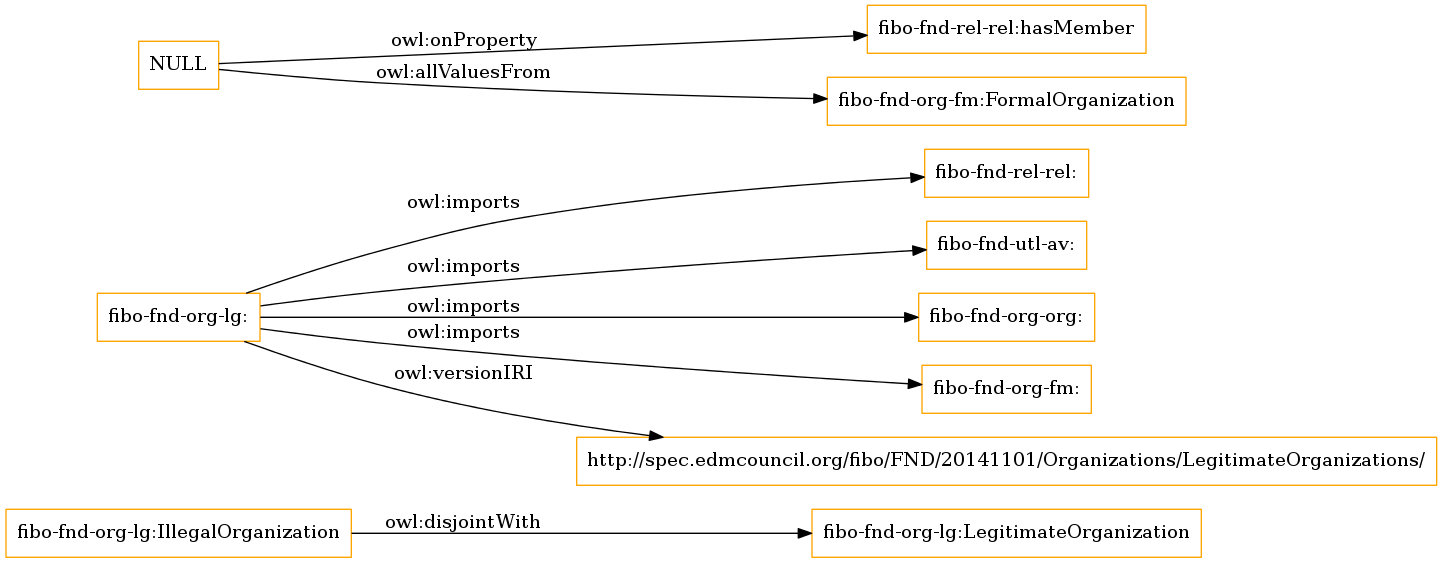 fibo-fnd-rel-rel:hasMember
owl:onProperty
NULL
owl:allValuesFrom
fibo-fnd-org-fm:FormalOrganization
fibo-fnd-rel-rel:
owl:imports
fibo-fnd-utl-av:
owl:imports
fibo-fnd-org-lg:
owl:imports
fibo-fnd-org-org:
owl:imports
fibo-fnd-org-fm:
owl:versionIRI
http://spec.edmcouncil.org/fibo/FND/20141101/Organizations/LegitimateOrganizations/
fibo-fnd-org-lg:IllegalOrganization
owl:disjointWith
fibo-fnd-org-lg:LegitimateOrganization